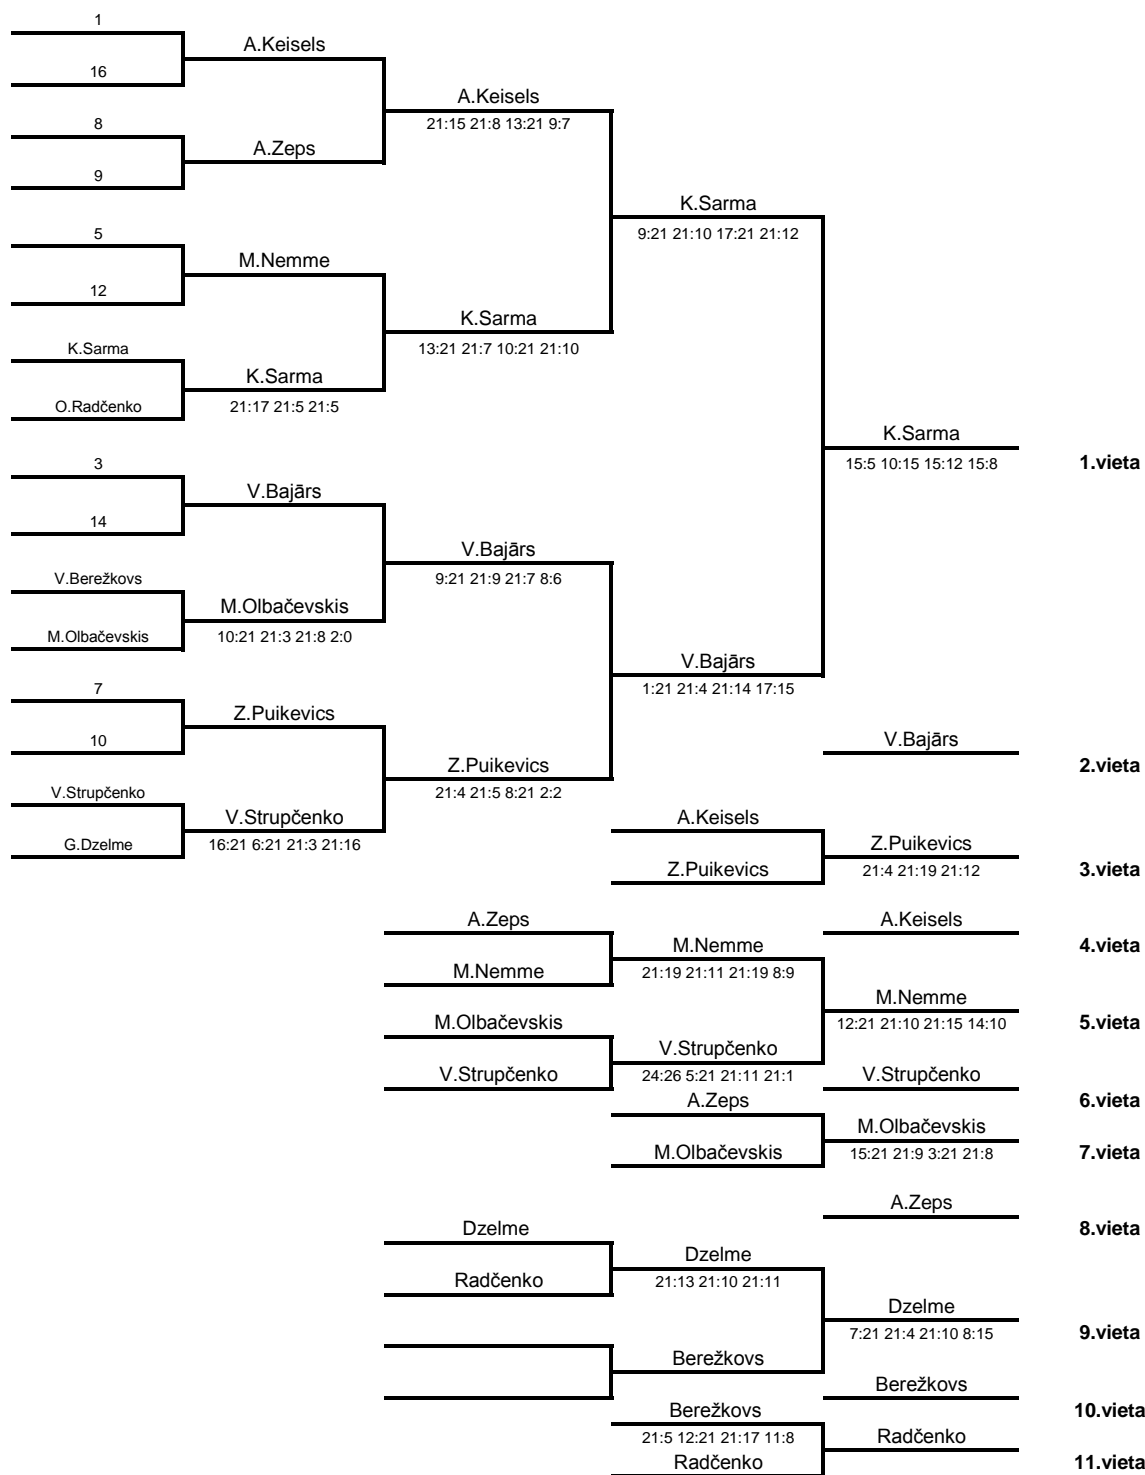 1
A.Keisels
16
A.Keisels
21:15 21:8 13:21 9:7
8
A.Zeps
9
K.Sarma
9:21 21:10 17:21 21:12
5
M.Nemme
12
K.Sarma
13:21 21:7 10:21 21:10
K.Sarma
K.Sarma
O.Radčenko
21:17 21:5 21:5
K.Sarma
15:5 10:15 15:12 15:8
1.vieta
3
V.Bajārs
14
V.Bajārs
9:21 21:9 21:7 8:6
V.Berežkovs
M.Olbačevskis
M.Olbačevskis
10:21 21:3 21:8 2:0
V.Bajārs
1:21 21:4 21:14 17:15
7
Z.Puikevics
10
V.Bajārs
2.vieta
Z.Puikevics
21:4 21:5 8:21 2:2
V.Strupčenko
V.Strupčenko
G.Dzelme
16:21 6:21 21:3 21:16
A.Keisels
Z.Puikevics
Z.Puikevics
21:4 21:19 21:12
3.vieta
A.Zeps
A.Keisels
4.vieta
M.Nemme
M.Nemme
21:19 21:11 21:19 8:9
M.Nemme
12:21 21:10 21:15 14:10
5.vieta
M.Olbačevskis
V.Strupčenko
V.Strupčenko
24:26 5:21 21:11 21:1
V.Strupčenko
6.vieta
A.Zeps
M.Olbačevskis
M.Olbačevskis
15:21 21:9 3:21 21:8
7.vieta
A.Zeps
8.vieta
Dzelme
Dzelme
Radčenko
21:13 21:10 21:11
Dzelme
7:21 21:4 21:10 8:15
9.vieta
Berežkovs
Berežkovs
10.vieta
Berežkovs
21:5 12:21 21:17 11:8
Radčenko
Radčenko
11.vieta